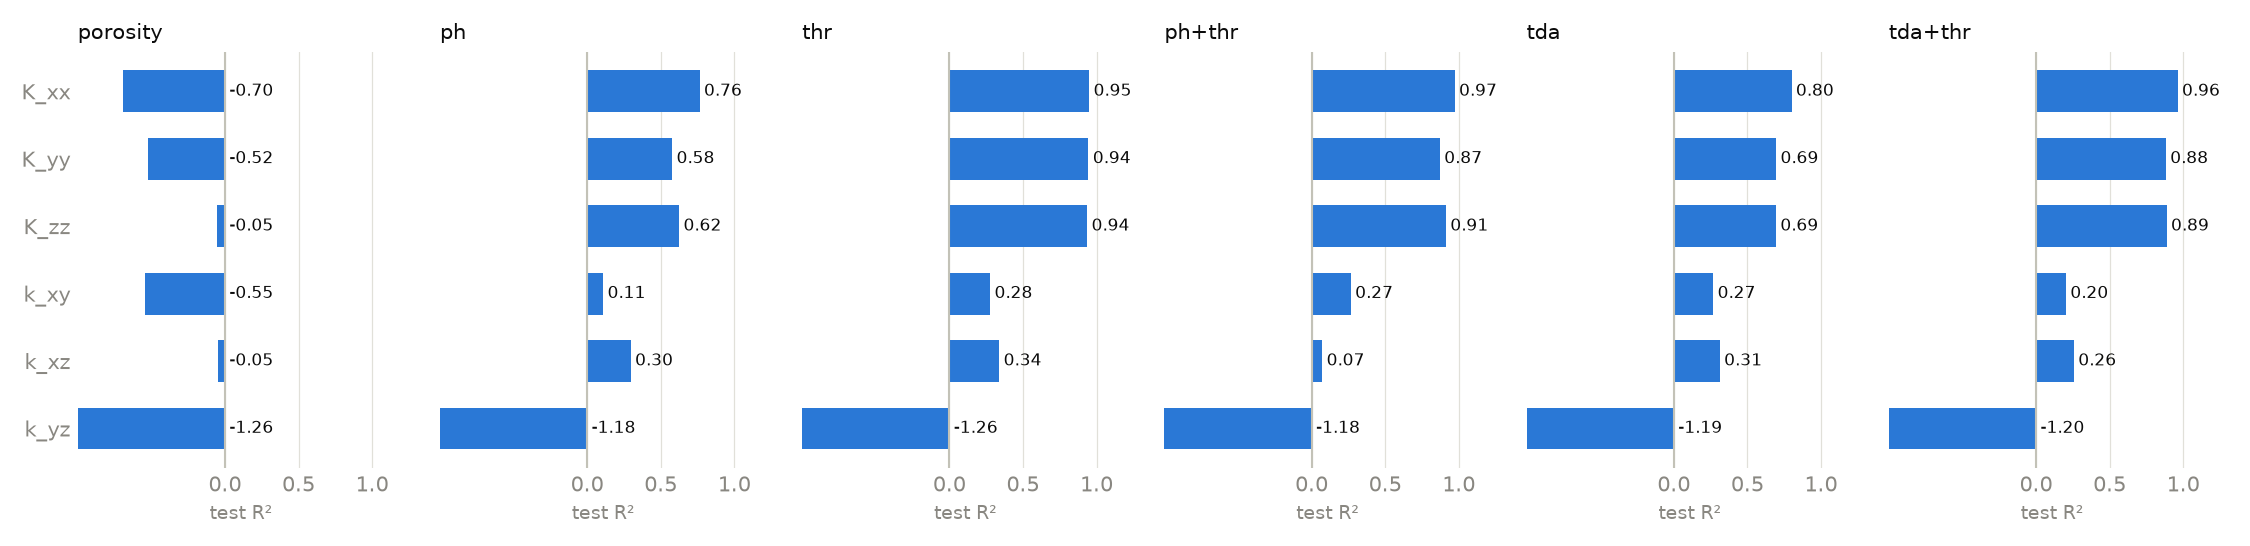 porosity ph thr ph+thr tda tda+thr
K_xx -0.70 0.76 0.95 0.97 0.80 0.96
K_yy -0.52 0.58 0.94 0.87 0.69 0.88
K_zz -0.05 0.62 0.94 0.91 0.69 0.89
k_xy -0.55 0.11 0.28 0.27 0.27 0.20
k_xz -0.05 0.30 0.34 0.07 0.31 0.26
k_yz -1.26 -1.18 -1.26 -1.18 -1.19 -1.20
0.0 0.5 1.0 0.0 0.5 1.0 0.0 0.5 1.0 0.0 0.5 1.0 0.0 0.5 1.0 0.0 0.5 1.0
test R² test R² test R² test R² test R² test R²